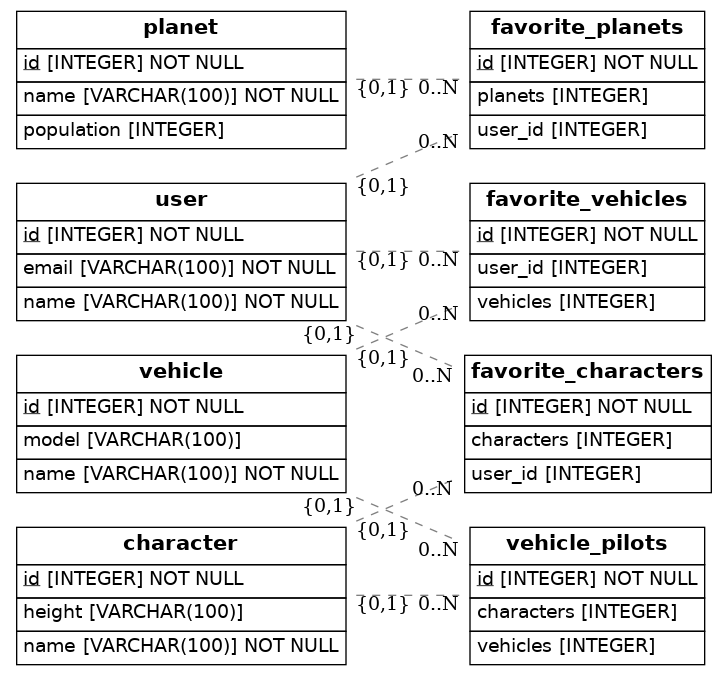 planet
id [INTEGER] NOT NULL
name [VARCHAR(100)] NOT NULL
population [INTEGER]
favorite_planets
id [INTEGER] NOT NULL
planets [INTEGER]
user_id [INTEGER]
{0,1} 0..N
0..N
{0,1}
user
id [INTEGER] NOT NULL
email [VARCHAR(100)] NOT NULL
name [VARCHAR(100)] NOT NULL
favorite_vehicles
id [INTEGER] NOT NULL
user_id [INTEGER]
vehicles [INTEGER]
{0,1} 0..N
0..N
{0,1}
{0,1}
0..N
vehicle
id [INTEGER] NOT NULL
model [VARCHAR(100)]
name [VARCHAR(100)] NOT NULL
favorite_characters
id [INTEGER] NOT NULL
characters [INTEGER]
user_id [INTEGER]
0..N
{0,1}
{0,1}
0..N
character
id [INTEGER] NOT NULL
height [VARCHAR(100)]
name [VARCHAR(100)] NOT NULL
vehicle_pilots
id [INTEGER] NOT NULL
characters [INTEGER]
vehicles [INTEGER]
{0,1} 0..N